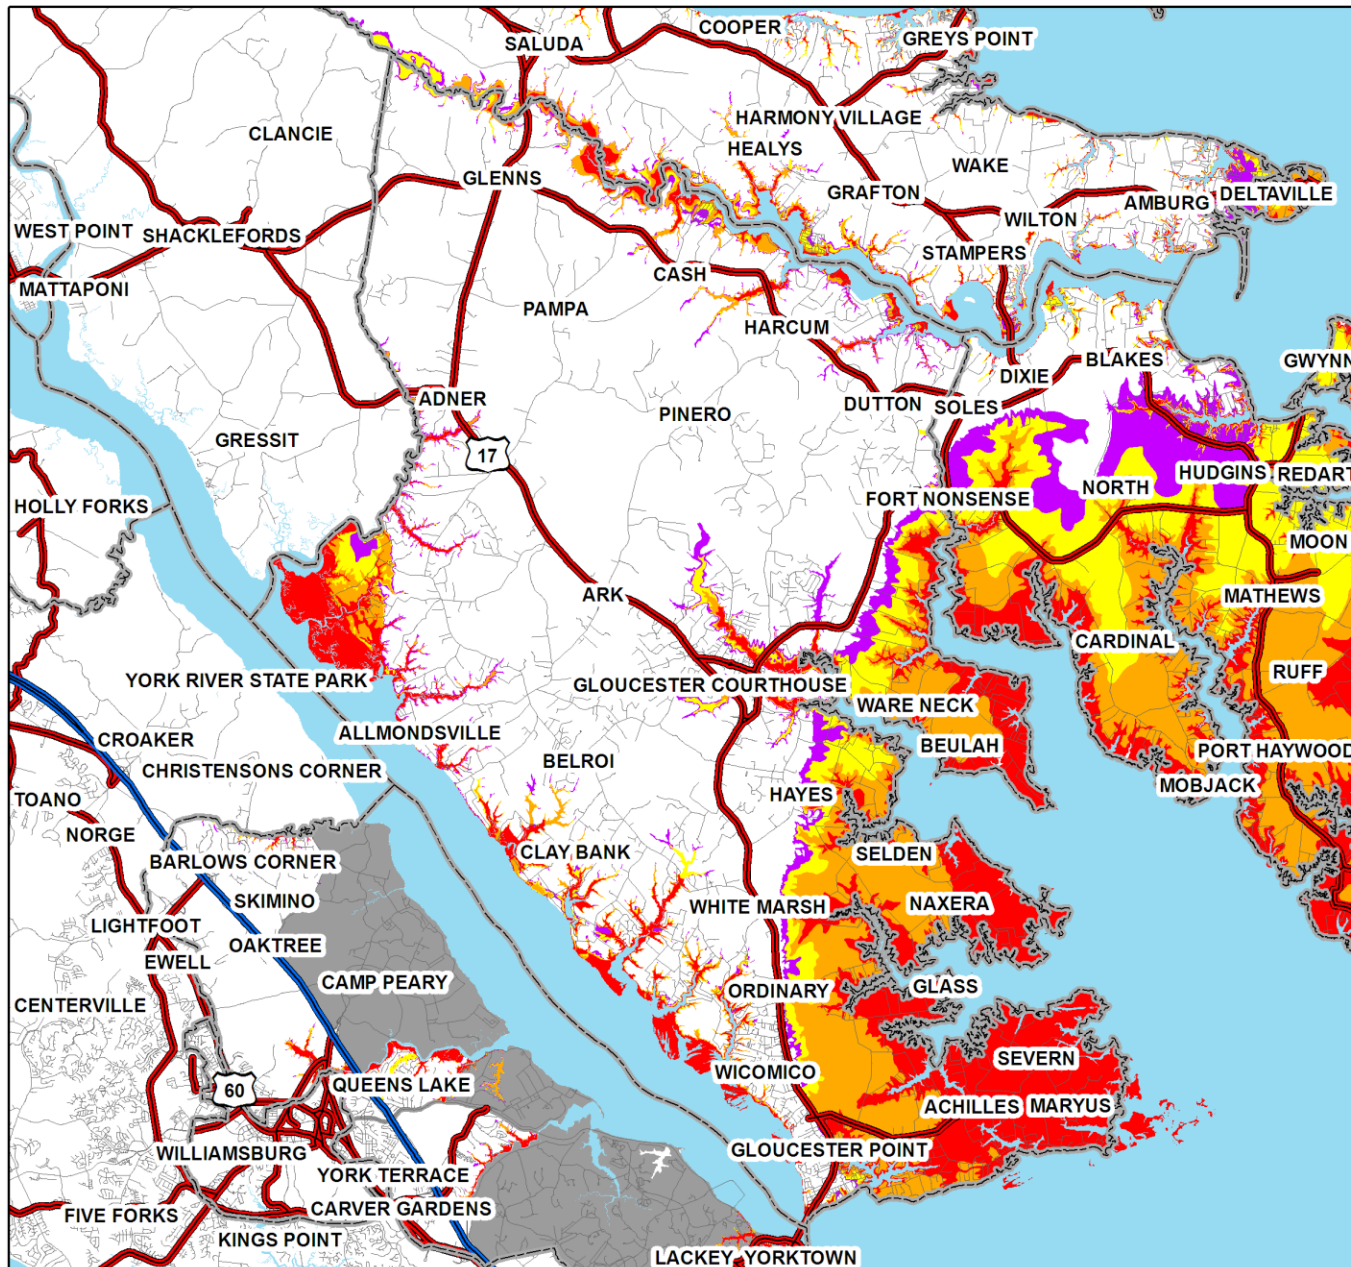 COOPER
GREYS POINT
SALUDA
HARMONY VILLAGE
CLANCIE
HEALYS
WAKE
GLENNS
GRAFTON
DELTAVILLE
AMBURG
WILTON
WEST POINT
SHACKLEFORDS
STAMPERS
CASH
MATTAPONI
PAMPA
HARCUM
BLAKES
GWYNN
DIXIE
ADNER
DUTTON
SOLES
PINERO
GRESSIT
17
HUDGINS
REDART
NORTH
FORT NONSENSE
HOLLY FORKS
MOON
ARK
MATHEWS
CARDINAL
RUFF
YORK RIVER STATE PARK
GLOUCESTER COURTHOUSE
WARE NECK
ALLMONDSVILLE
CROAKER
BEULAH
PORT HAYWOOD
BELROI
CHRISTENSONS CORNER
MOBJACK
TOANO
HAYES
NORGE
CLAY BANK
SELDEN
BARLOWS CORNER
SKIMINO
NAXERA
WHITE MARSH
LIGHTFOOT
OAKTREE
EWELL
CAMP PEARY
GLASS
ORDINARY
CENTERVILLE
SEVERN
WICOMICO
QUEENS LAKE
60
ACHILLES
MARYUS
WILLIAMSBURG
GLOUCESTER POINT
YORK TERRACE
CARVER GARDENS
FIVE FORKS
KINGS POINT
LACKEY
YORKTOWN